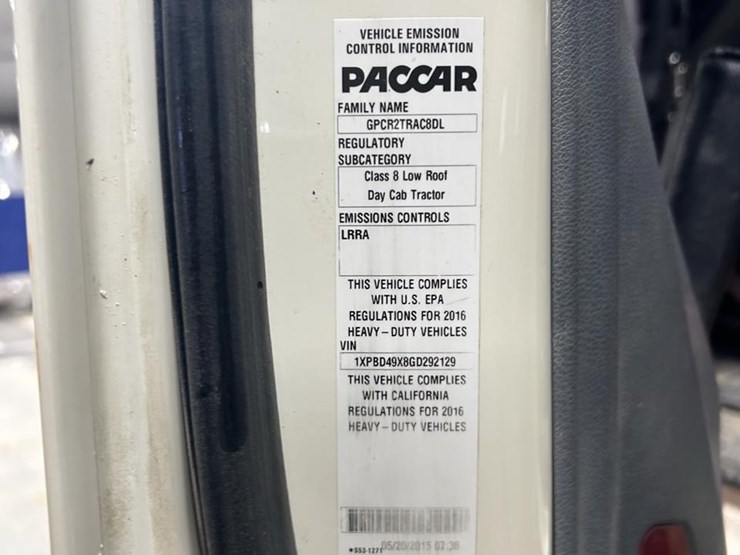 VEHICLE EMISSION
CONTROL INFORMATION
PACCAR
FAMILY NAME
GPCR2TRAC8DL
REGULATORY
SUBCATEGORY
Class 8 Low Roof
Day Cab Tractor
EMISSIONS CONTROLS
LRRA
THIS VEHICLE COMPLIES
WITH U.S. EPA
REGULATIONS FOR 2016
HEAVY-DUTY VEHICLES
VIN
1XPBD49X8GD292129
THIS VEHICLE COMPLIES
WITH CALIFORNIA
REGULATIONS FOR 2016
HEAVY-DUTY VEHICLES
05/20/2015